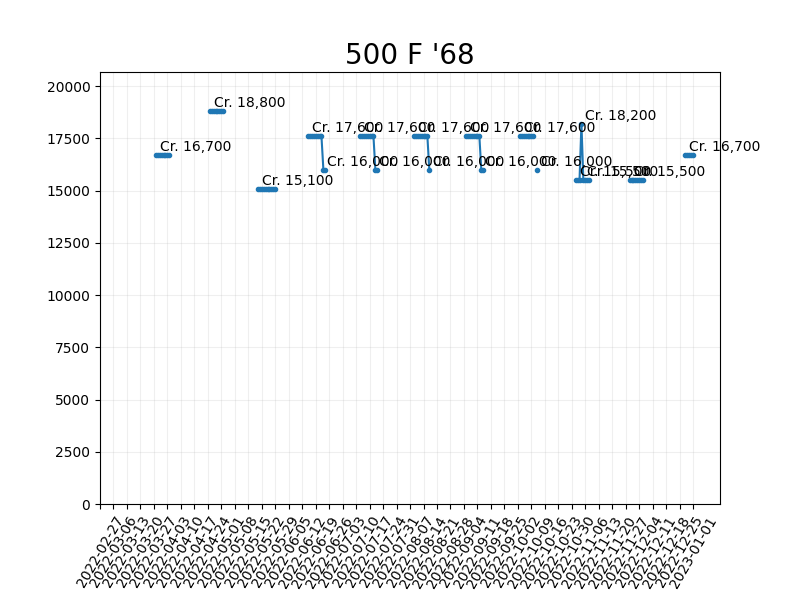 500 F '68
20000
17500
15000
12500
10000
7500
5000
2500
0
Cr. 16,700
Cr. 18,800
Cr. 15,100
Cr. 17,600
Cr. 16,000
Cr. 17,600
Cr. 16,000
Cr. 17,600
Cr. 16,000
Cr. 17,600
Cr. 16,000
Cr. 17,600
Cr. 16,000
Cr. 15,500
Cr. 18,200
Cr. 15,500
Cr. 15,500
Cr. 16,700
2022-02-27
2022-03-06
2022-03-13
2022-03-20
2022-03-27
2022-04-03
2022-04-10
2022-04-17
2022-04-24
2022-05-01
2022-05-08
2022-05-15
2022-05-22
2022-05-29
2022-06-05
2022-06-12
2022-06-19
2022-06-26
2022-07-03
2022-07-10
2022-07-17
2022-07-24
2022-07-31
2022-08-07
2022-08-14
2022-08-21
2022-08-28
2022-09-04
2022-09-11
2022-09-18
2022-09-25
2022-10-02
2022-10-09
2022-10-16
2022-10-23
2022-10-30
2022-11-06
2022-11-13
2022-11-20
2022-11-27
2022-12-04
2022-12-11
2022-12-18
2022-12-25
2023-01-01